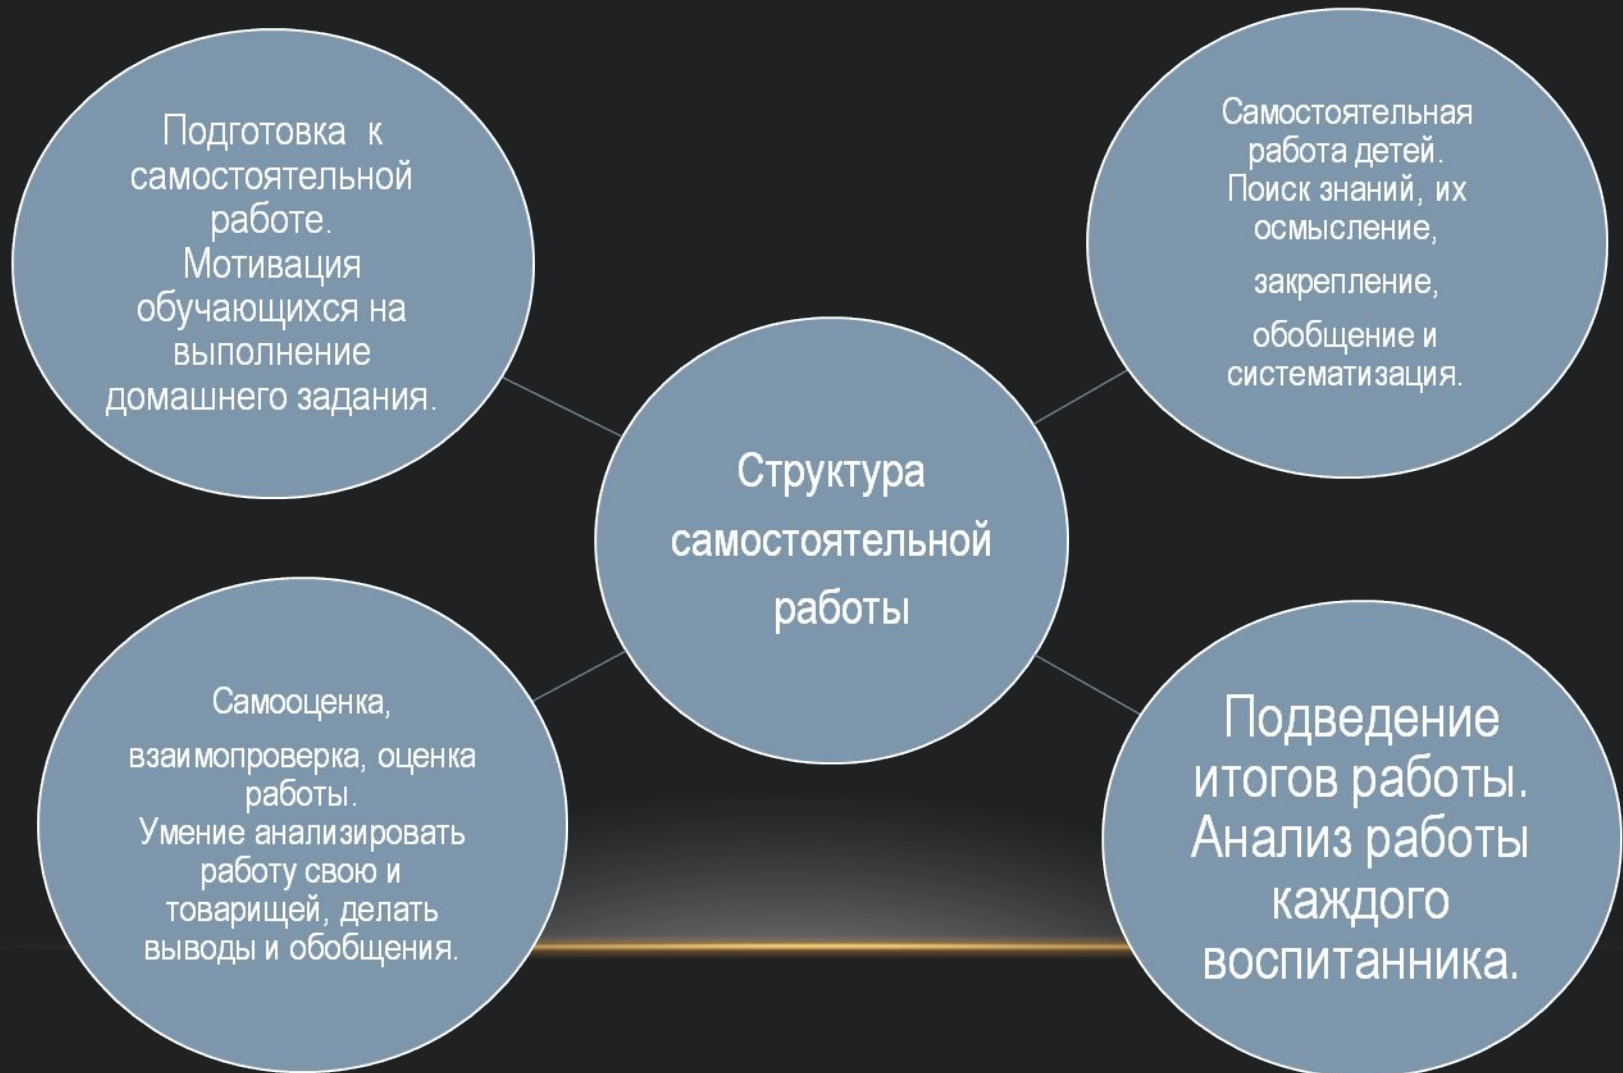 Подготовка к
самостоятельной
работе.
Мотивация
обучающихся на
выполнение
домашнего задания.
Самостоятельная
работа детей.
Поиск знаний, их
осмысление,
закрепление,
обобщение и
систематизация.
Структура
самостоятельной
работы
Самооценка,
взаимопроверка, оценка
работы.
Умение анализировать
работу свою и
товарищей, делать
выводы и обобщения.
Подведение
итогов работы.
Анализ работы
каждого
воспитанника.